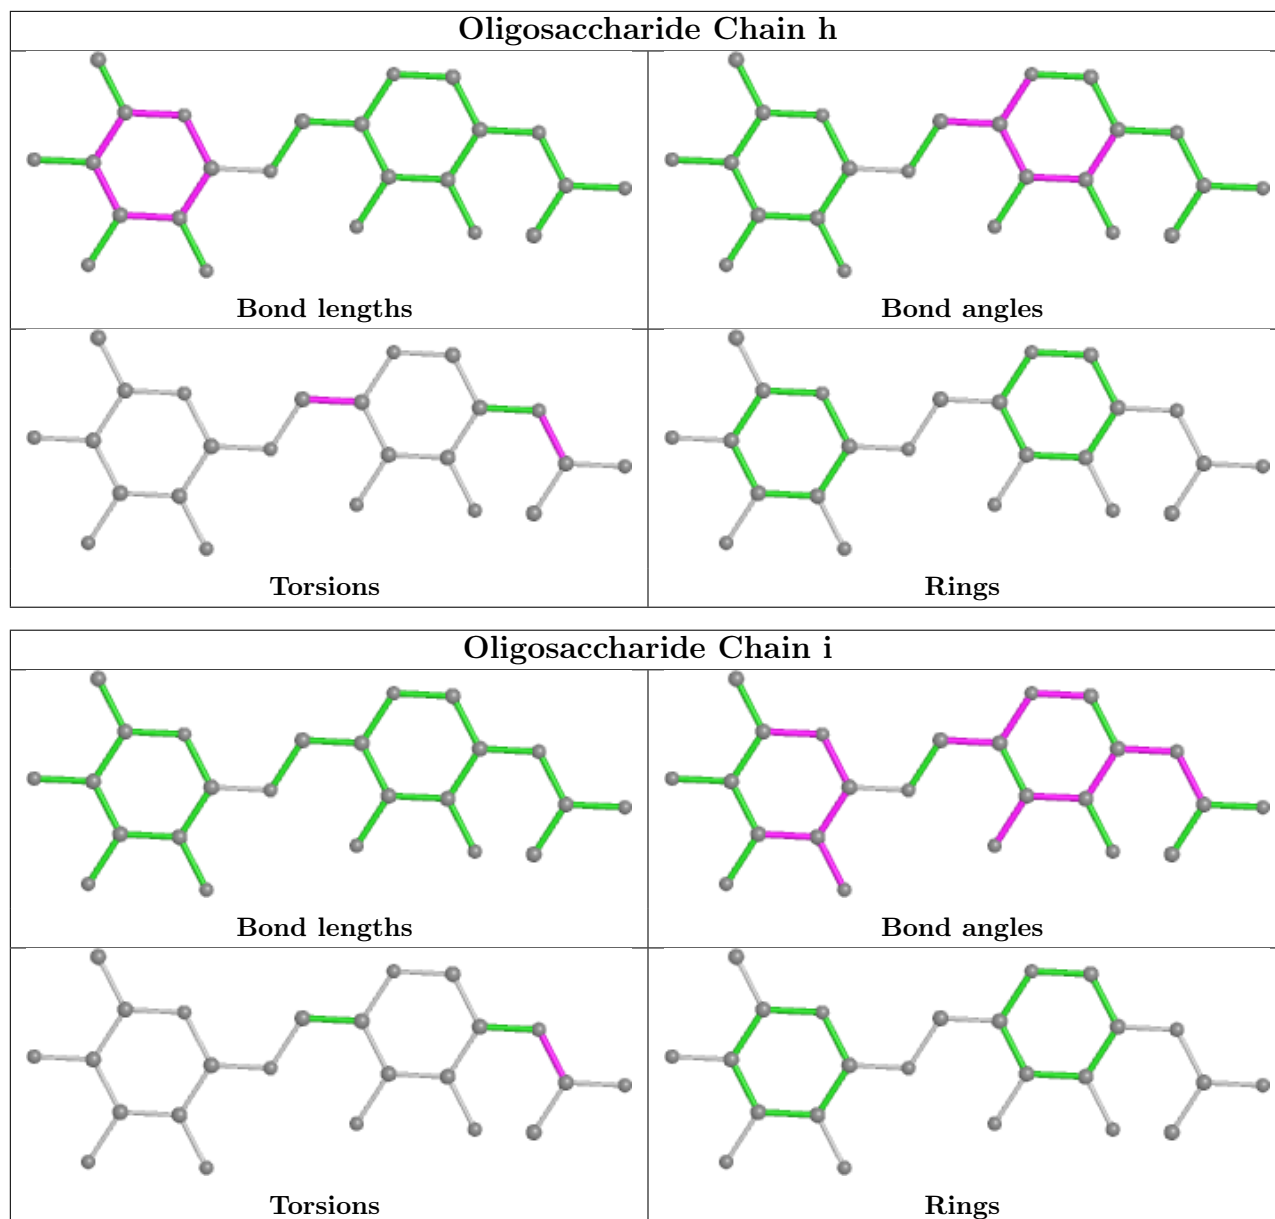 Oligosaccharide Chain h
Bond lengths
Bond angles
Torsions
Rings
Oligosaccharide Chain i
Bond lengths
Bond angles
Torsions
Rings